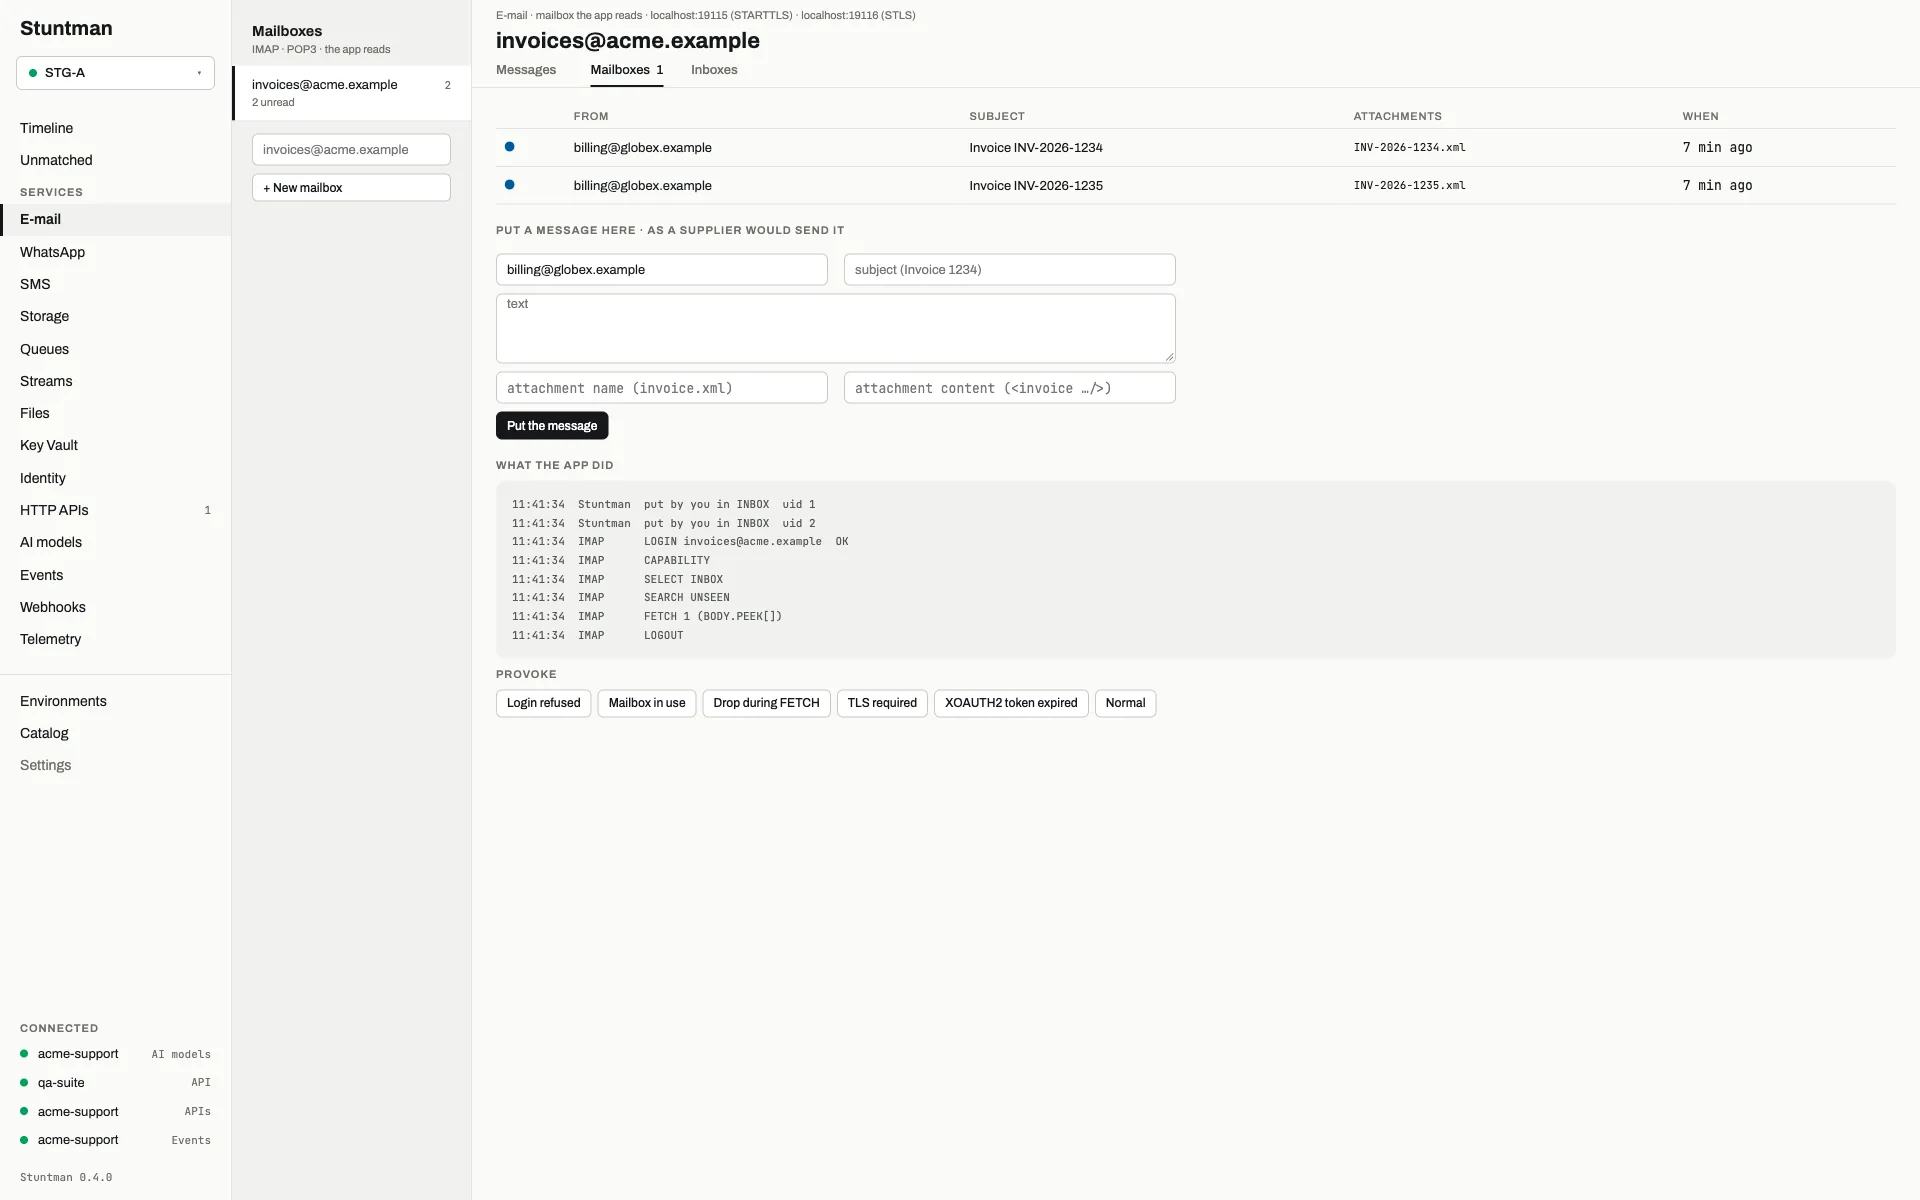 Stuntman
STG-A
Timeline
Unmatched
SERVICES
E-mail
WhatsApp
SMS
Storage
Queues
Streams
Files
Key Vault
Identity
HTTP APIs 1
AI models
Events
Webhooks
Telemetry
Environments
Catalog
Settings
CONNECTED
acme-support AI models
qa-suite API
acme-support APIs
acme-support Events
Stuntman 0.4.0
Mailboxes
IMAP · POP3 · the app reads
invoices@acme.example 2
2 unread
invoices@acme.example
+ New mailbox
E-mail · mailbox the app reads · localhost:19115 (STARTTLS) · localhost:19116 (STLS)
invoices@acme.example
Messages Mailboxes 1 Inboxes
FROM SUBJECT ATTACHMENTS WHEN
billing@globex.example Invoice INV-2026-1234 INV-2026-1234.xml 7 min ago
billing@globex.example Invoice INV-2026-1235 INV-2026-1235.xml 7 min ago
PUT A MESSAGE HERE · AS A SUPPLIER WOULD SEND IT
billing@globex.example subject (Invoice 1234)
text
attachment name (invoice.xml) attachment content (<invoice …/>)
Put the message
WHAT THE APP DID
11:41:34 Stuntman put by you in INBOX uid 1
11:41:34 Stuntman put by you in INBOX uid 2
11:41:34 IMAP LOGIN invoices@acme.example OK
11:41:34 IMAP CAPABILITY
11:41:34 IMAP SELECT INBOX
11:41:34 IMAP SEARCH UNSEEN
11:41:34 IMAP FETCH 1 (BODY.PEEK[])
11:41:34 IMAP LOGOUT
PROVOKE
Login refused Mailbox in use Drop during FETCH TLS required XOAUTH2 token expired Normal